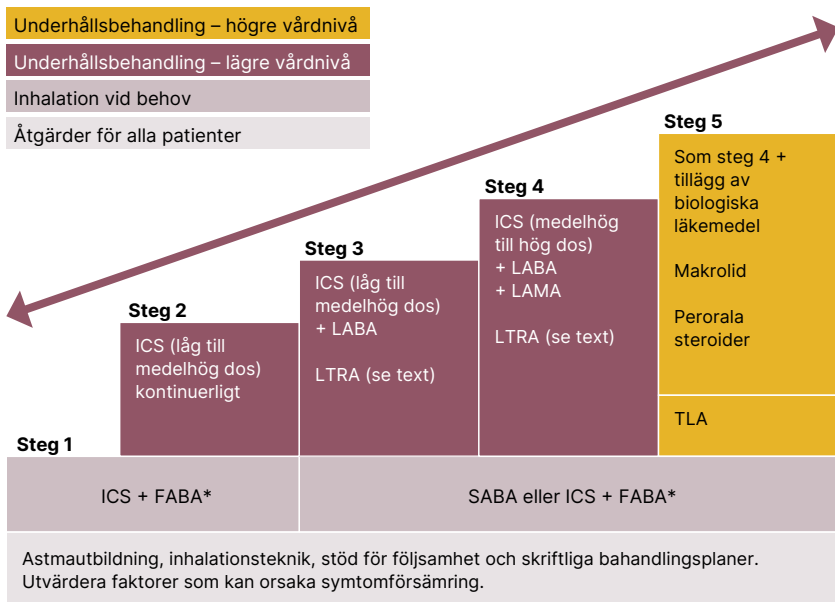 Underhållsbehandling – högre vårdnivå
Underhållsbehandling – lägre vårdnivå
Inhalation vid behov
Åtgärder för alla patienter
Steg 1
Steg 2
ICS (låg till
medelhög dos)
kontinuerligt
Steg 3
ICS (låg till
medelhög dos)
+ LABA
LTRA (se text)
Steg 4
ICS (medelhög
till hög dos)
+ LABA
+ LAMA
LTRA (se text)
Steg 5
Som steg 4 +
tillägg av
biologiska
läkemedel
Makrolid
Perorala
steroider
TLA
ICS + FABA*
SABA eller ICS + FABA*
Astmautbildning, inhalationsteknik, stöd för följsamhet och skriftliga bahandlingsplaner.
Utvärdera faktorer som kan orsaka symtomförsämring.